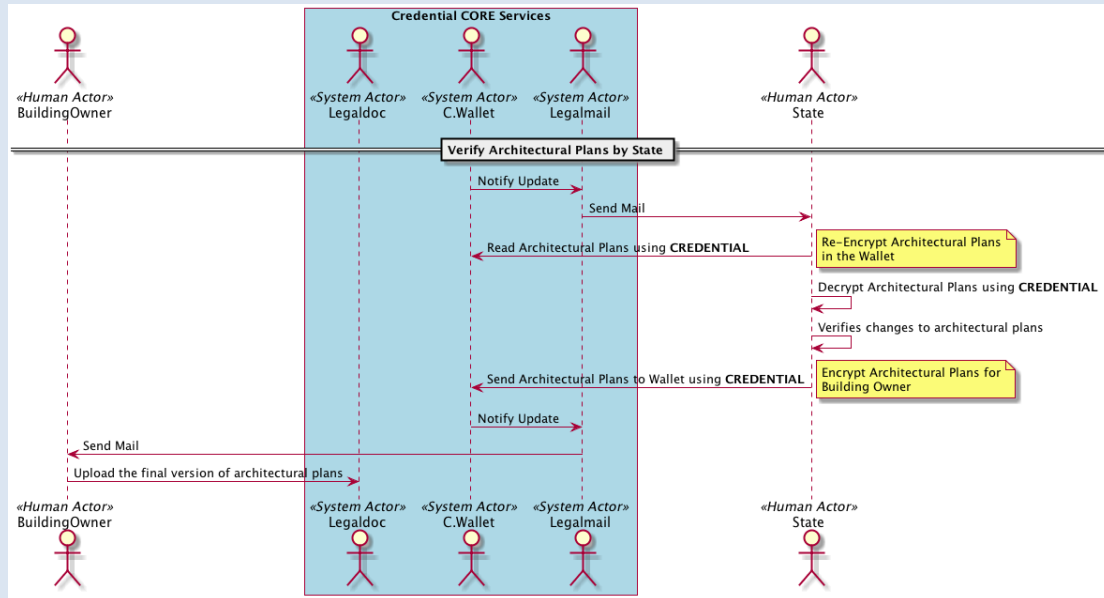 Credential CORE Services
«Human Actor»
BuildingOwner
«System Actor»
Legaldoc
«System Actor»
C.Wallet
«System Actor»
Legalmail
«Human Actor»
State
Verify Architectural Plans by State
Notify Update
Send Mail
Read Architectural Plans using CREDENTIAL
Re-Encrypt Architectural Plans
in the Wallet
Decrypt Architectural Plans using CREDENTIAL
Verifies changes to architectural plans
Send Architectural Plans to Wallet using CREDENTIAL
Encrypt Architectural Plans for
Building Owner
Notify Update
Send Mail
Upload the final version of architectural plans
«Human Actor»
BuildingOwner
«System Actor»
Legaldoc
«System Actor»
C.Wallet
«System Actor»
Legalmail
«Human Actor»
State